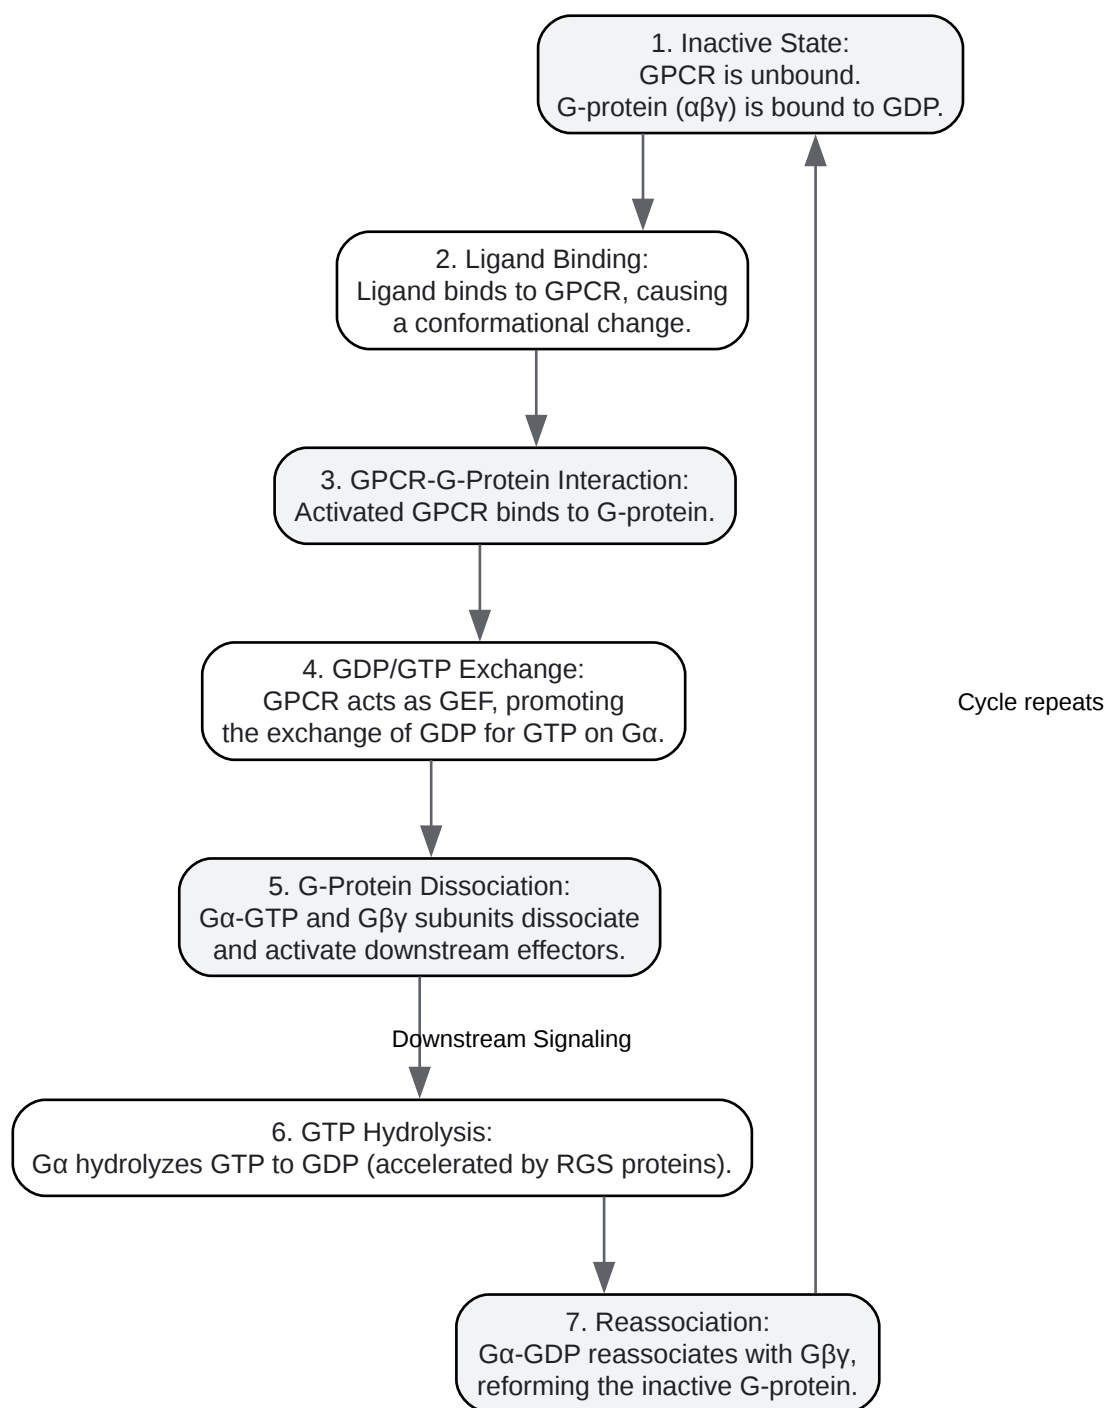 1. Inactive State:
GPCR is unbound.
G-protein (αβγ) is bound to GDP.
2. Ligand Binding:
Ligand binds to GPCR, causing
a conformational change.
3. GPCR-G-Protein Interaction:
Activated GPCR binds to G-protein.
4. GDP/GTP Exchange:
GPCR acts as GEF, promoting
the exchange of GDP for GTP on Gα.
Cycle repeats
5. G-Protein Dissociation:
Gα-GTP and Gβγ subunits dissociate
and activate downstream effectors.
Downstream Signaling
6. GTP Hydrolysis:
Gα hydrolyzes GTP to GDP (accelerated by RGS proteins).
7. Reassociation:
Gα-GDP reassociates with Gβγ,
reforming the inactive G-protein.